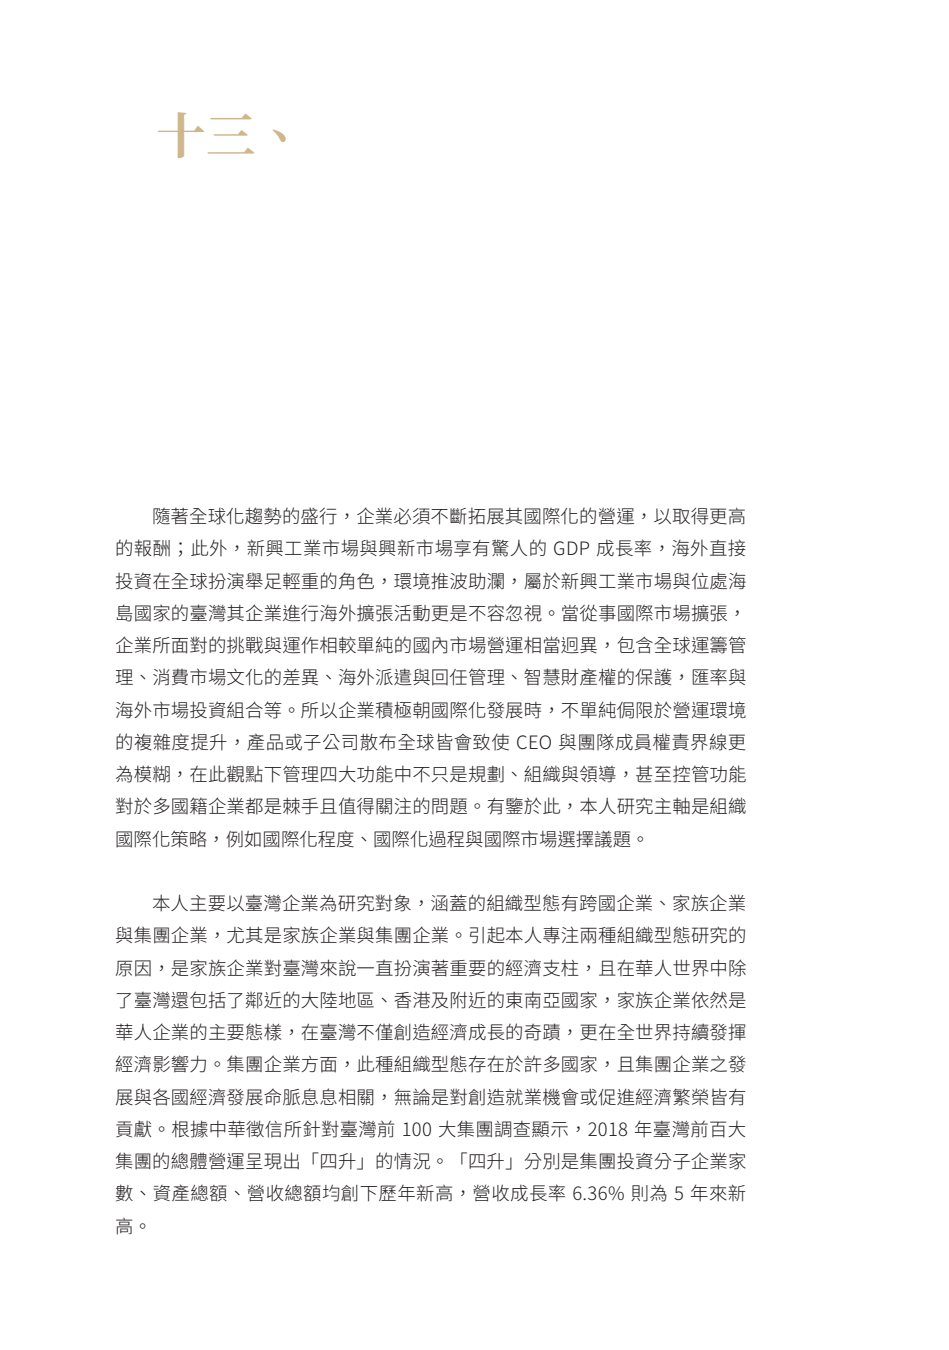 十三、
隨著全球化趨勢的盛行，企業必須不斷拓展其國際化的營運，以取得更高
的報酬；此外，新興工業市場與興新市場享有驚人的 GDP 成長率，海外直接
投資在全球扮演舉足輕重的角色，環境推波助瀾，屬於新興工業市場與位處海
島國家的臺灣其企業進行海外擴張活動更是不容忽視。當從事國際市場擴張，
企業所面對的挑戰與運作相較單純的國內市場營運相當迥異，包含全球運籌管
理、消費市場文化的差異、海外派遣與回任管理、智慧財產權的保護，匯率與
海外市場投資組合等。所以企業積極朝國際化發展時，不單純侷限於營運環境
的複雜度提升，產品或子公司散布全球皆會致使 CEO 與團隊成員權責界線更
為模糊，在此觀點下管理四大功能中不只是規劃、組織與領導，甚至控管功能
對於多國籍企業都是棘手且值得關注的問題。有鑒於此，本人研究主軸是組織
國際化策略，例如國際化程度、國際化過程與國際市場選擇議題。
本人主要以臺灣企業為研究對象，涵蓋的組織型態有跨國企業、家族企業
與集團企業，尤其是家族企業與集團企業。引起本人專注兩種組織型態研究的
原因，是家族企業對臺灣來說一直扮演著重要的經濟支柱，且在華人世界中除
了臺灣還包括了鄰近的大陸地區、香港及附近的東南亞國家，家族企業依然是
華人企業的主要態樣，在臺灣不僅創造經濟成長的奇蹟，更在全世界持續發揮
經濟影響力。集團企業方面，此種組織型態存在於許多國家，且集團企業之發
展與各國經濟發展命脈息息相關，無論是對創造就業機會或促進經濟繁榮皆有
貢獻。根據中華徵信所針對臺灣前 100 大集團調查顯示，2018 年臺灣前百大
集團的總體營運呈現出「四升」的情況。「四升」分別是集團投資分子企業家
數、資產總額、營收總額均創下歷年新高，營收成長率 6.36% 則為 5 年來新
高。